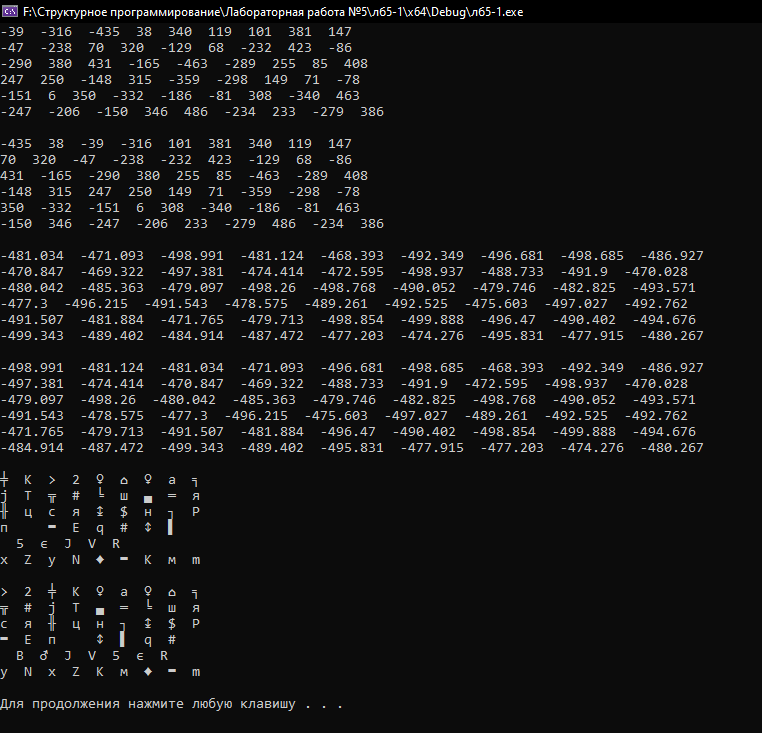 F:\Структурное программирование\Лабораторная работа №5\лб5-1\x64\Debug\лб5-1.exe
-39 -316 -435 38 340 119 101 381 147
-47 -238 70 320 -129 68 -232 423 -86
-290 380 431 -165 -463 -289 255 85 408
247 250 -148 315 -359 -298 149 71 -78
-151 6 350 -332 -186 -81 308 -340 463
-247 -206 -150 346 486 -234 233 -279 386
-435 38 -39 -316 101 381 340 119 147
70 320 -47 -238 -232 423 -129 68 -86
431 -165 -290 380 255 85 -463 -289 408
-148 315 247 250 149 71 -359 -298 -78
350 -332 -151 6 308 -340 -186 -81 463
-150 346 -247 -206 233 -279 486 -234 386
-481.034 -471.093 -498.991 -481.124 -468.393 -492.349 -496.681 -498.685 -486.927
-470.847 -469.322 -497.381 -474.414 -472.595 -498.937 -488.733 -491.9 -470.028
-480.042 -485.363 -479.097 -498.26 -498.768 -490.052 -479.746 -482.825 -493.571
-477.3 -496.215 -491.543 -478.575 -489.261 -492.525 -475.603 -497.027 -492.762
-491.507 -481.884 -471.765 -479.713 -498.854 -499.888 -496.47 -490.402 -494.676
-499.343 -489.402 -484.914 -487.472 -477.203 -474.276 -495.831 -477.915 -480.267
-498.991 -481.124 -481.034 -471.093 -496.681 -498.685 -468.393 -492.349 -486.927
-497.381 -474.414 -470.847 -469.322 -488.733 -491.9 -472.595 -498.937 -470.028
-479.097 -498.26 -480.042 -485.363 -479.746 -482.825 -498.768 -490.052 -493.571
-491.543 -478.575 -477.3 -496.215 -475.603 -497.027 -489.261 -492.525 -492.762
-471.765 -479.713 -491.507 -481.884 -496.47 -490.402 -498.854 -499.888 -494.676
-484.914 -487.472 -499.343 -489.402 -495.831 -477.915 -477.203 -474.276 -480.267
╪ K > 2 ♀ ⌂ ♀ а ╕
j T ╦ # ╘ ш ▄ ═ я
╫ ц с я ↨ $ н ┐ P
п ▬ E q # ↕ ▌
5 є J V R
x Z y N ♦ ▬ K м m
> 2 ╪ K ♀ а ♀ ⌂ ╕
╦ # j T ▄ ═ ╘ ш я
с я ╫ ц н ┐ ↨ $ P
▬ E п ↕ ▌ q #
B ♂ J V 5 є R
y N x Z K м ♦ ▬ m
Для продолжения нажмите любую клавишу . . .